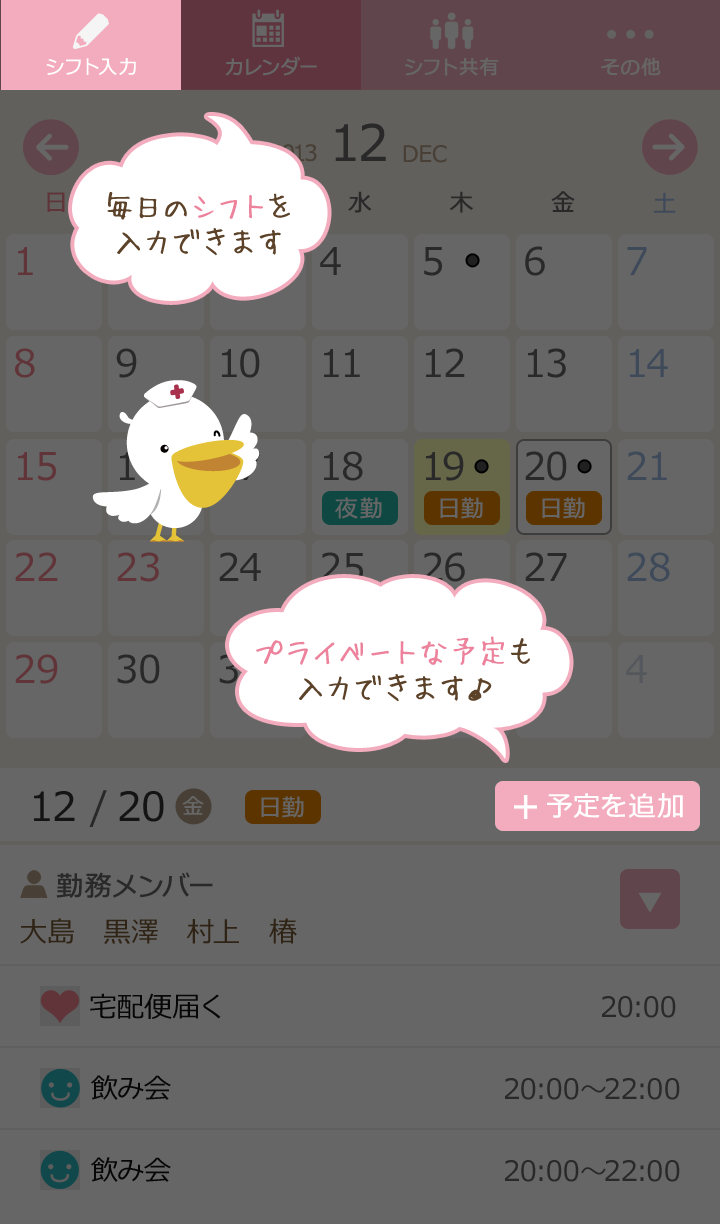 シフト入力 カレンダー シフト共有 その他
12 DEC
毎日のシフトを
入力できます
日 水 木 金 土
1 4 5 6 7
8 9 10 11 12 13 14
15 18 19 20 21
夜勤 日勤 日勤
22 23 24 25 26 27 28
プライベートな予定も
入力できます♪
29 30 4
12 / 20 金 日勤 +予定を追加
勤務メンバー
大島 黒澤 村上 椿
宅配便届く 20:00
飲み会 20:00～22:00
飲み会 20:00～22:00